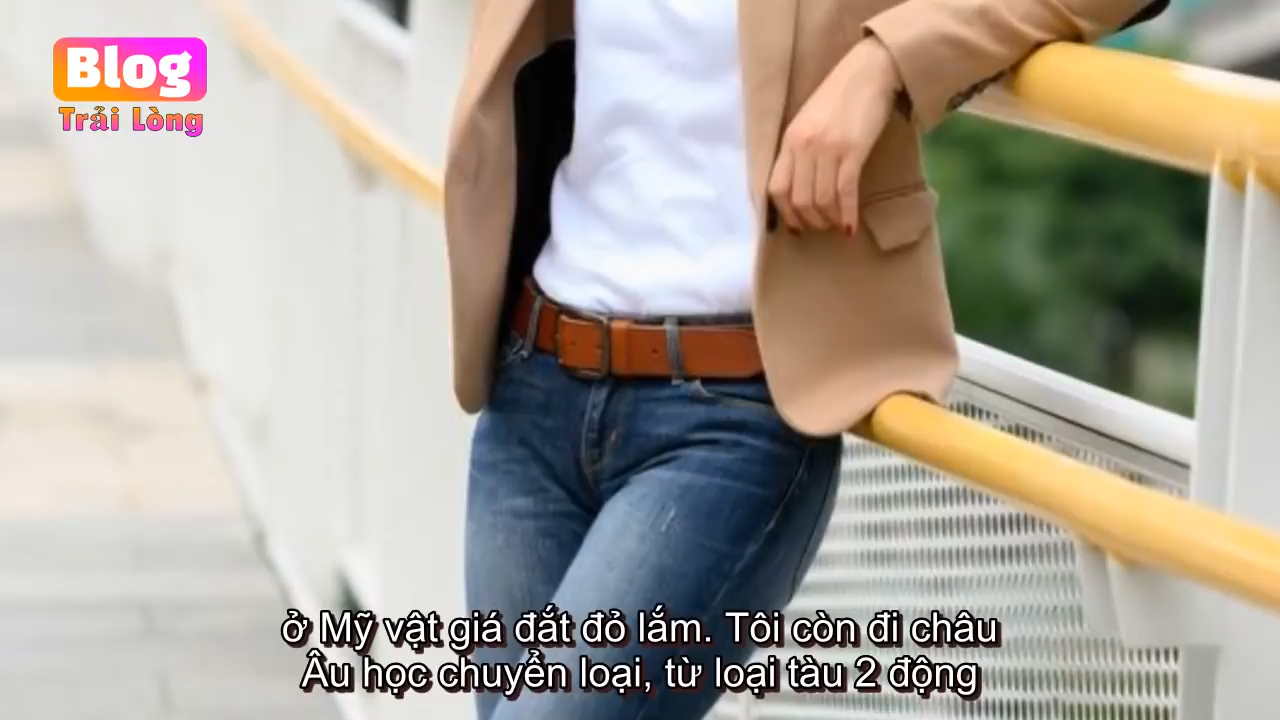 Blog
Trải Lòng
ở Mỹ vật giá đắt đỏ lắm. Tôi còn đi châu
Âu học chuyển loại, từ loại tàu 2 động